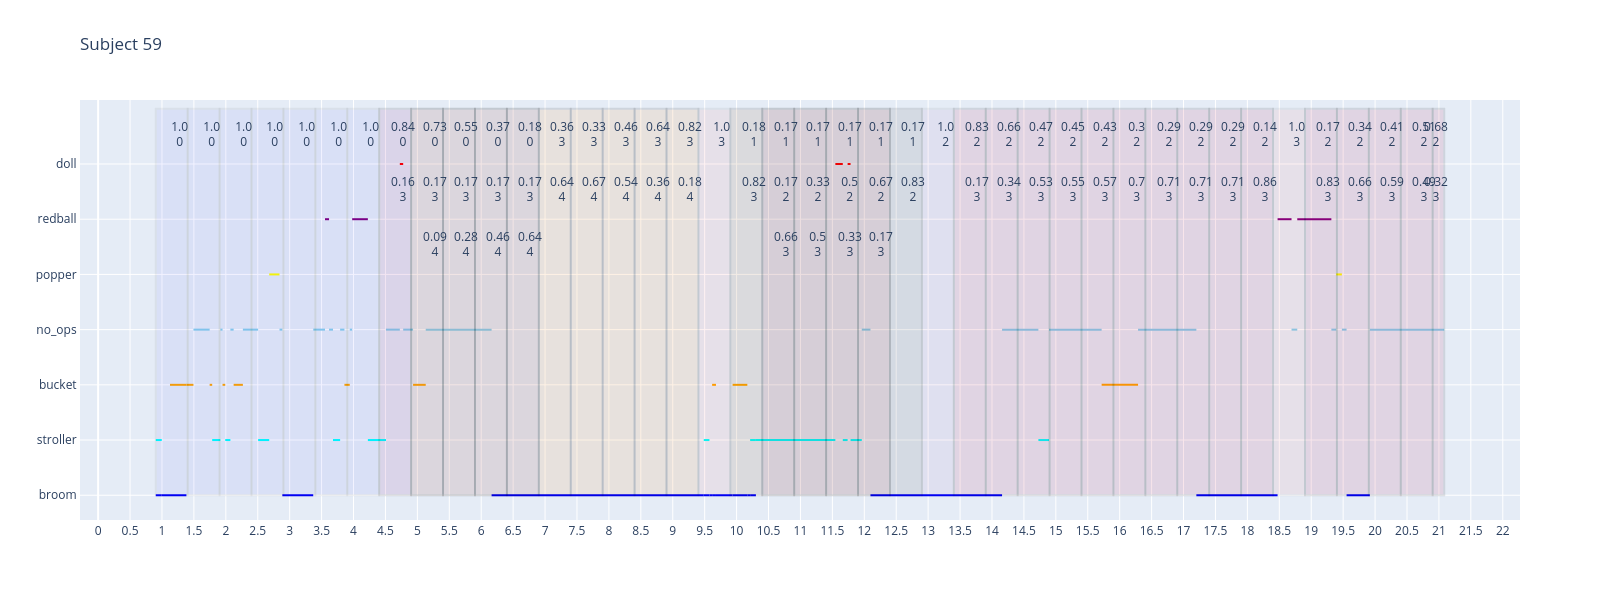 Subject 59
1.0 1.0 1.0 1.0 1.0 1.0 1.0 0.84 0.73 0.55 0.37 0.18 0.36 0.33 0.46 0.64 0.82 1.0 0.18 0.17 0.17 0.17 0.17 0.17 1.0 0.83 0.66 0.47 0.45 0.43 0.3 0.29 0.29 0.29 0.14 1.0 0.17 0.34 0.41 0.68
0 0 0 0 0 0 0 0 0 0 0 0 3 3 3 3 3 3 1 1 1 1 1 1 2 2 2 2 2 2 2 2 2 2 2 3 2 2 2 2 2
doll
0.16 0.17 0.17 0.17 0.17 0.64 0.67 0.54 0.36 0.18 0.82 0.17 0.33 0.5 0.67 0.83 0.17 0.34 0.53 0.55 0.57 0.7 0.71 0.71 0.71 0.86 0.83 0.66 0.59 0.49 0.32
3 3 3 3 3 4 4 4 4 4 3 2 2 2 2 2 3 3 3 3 3 3 3 3 3 3 3 3 3 3 3
redball
0.09 0.28 0.46 0.64 0.66 0.5 0.33 0.17
4 4 4 4 3 3 3 3
popper
no_ops
bucket
stroller
broom
0 0.5 1 1.5 2 2.5 3 3.5 4 4.5 5 5.5 6 6.5 7 7.5 8 8.5 9 9.5 10 10.5 11 11.5 12 12.5 13 13.5 14 14.5 15 15.5 16 16.5 17 17.5 18 18.5 19 19.5 20 20.5 21 21.5 22